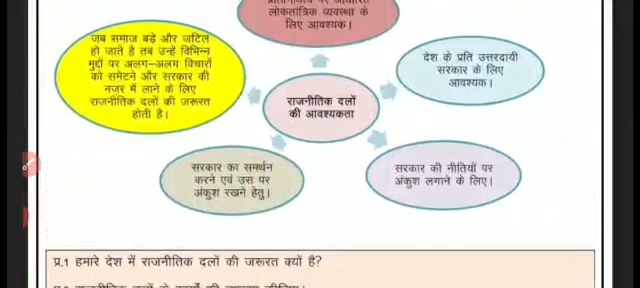 लोकतांत्रिक व्यवस्था के
लिए आवश्यक।
जब समाज बड़े और जटिल
हो जाते है तब उन्हें विभिन्न
मुद्दों पर अलग–अलग विचारों
को समेटने और सरकार की
नजर में लाने के लिए
राजनीतिक दलों की जरूरत
होती है।
देश के प्रति उत्तरदायी
सरकार के लिए
आवश्यक।
राजनीतिक दलों
की आवश्यकता
सरकार का समर्थन
करने एवं उस पर
अंकुश रखने हेतु।
सरकार की नीतियों पर
अंकुश लगाने के लिए।
प्र.1 हमारे देश में राजनीतिक दलों की जरूरत क्यों है?